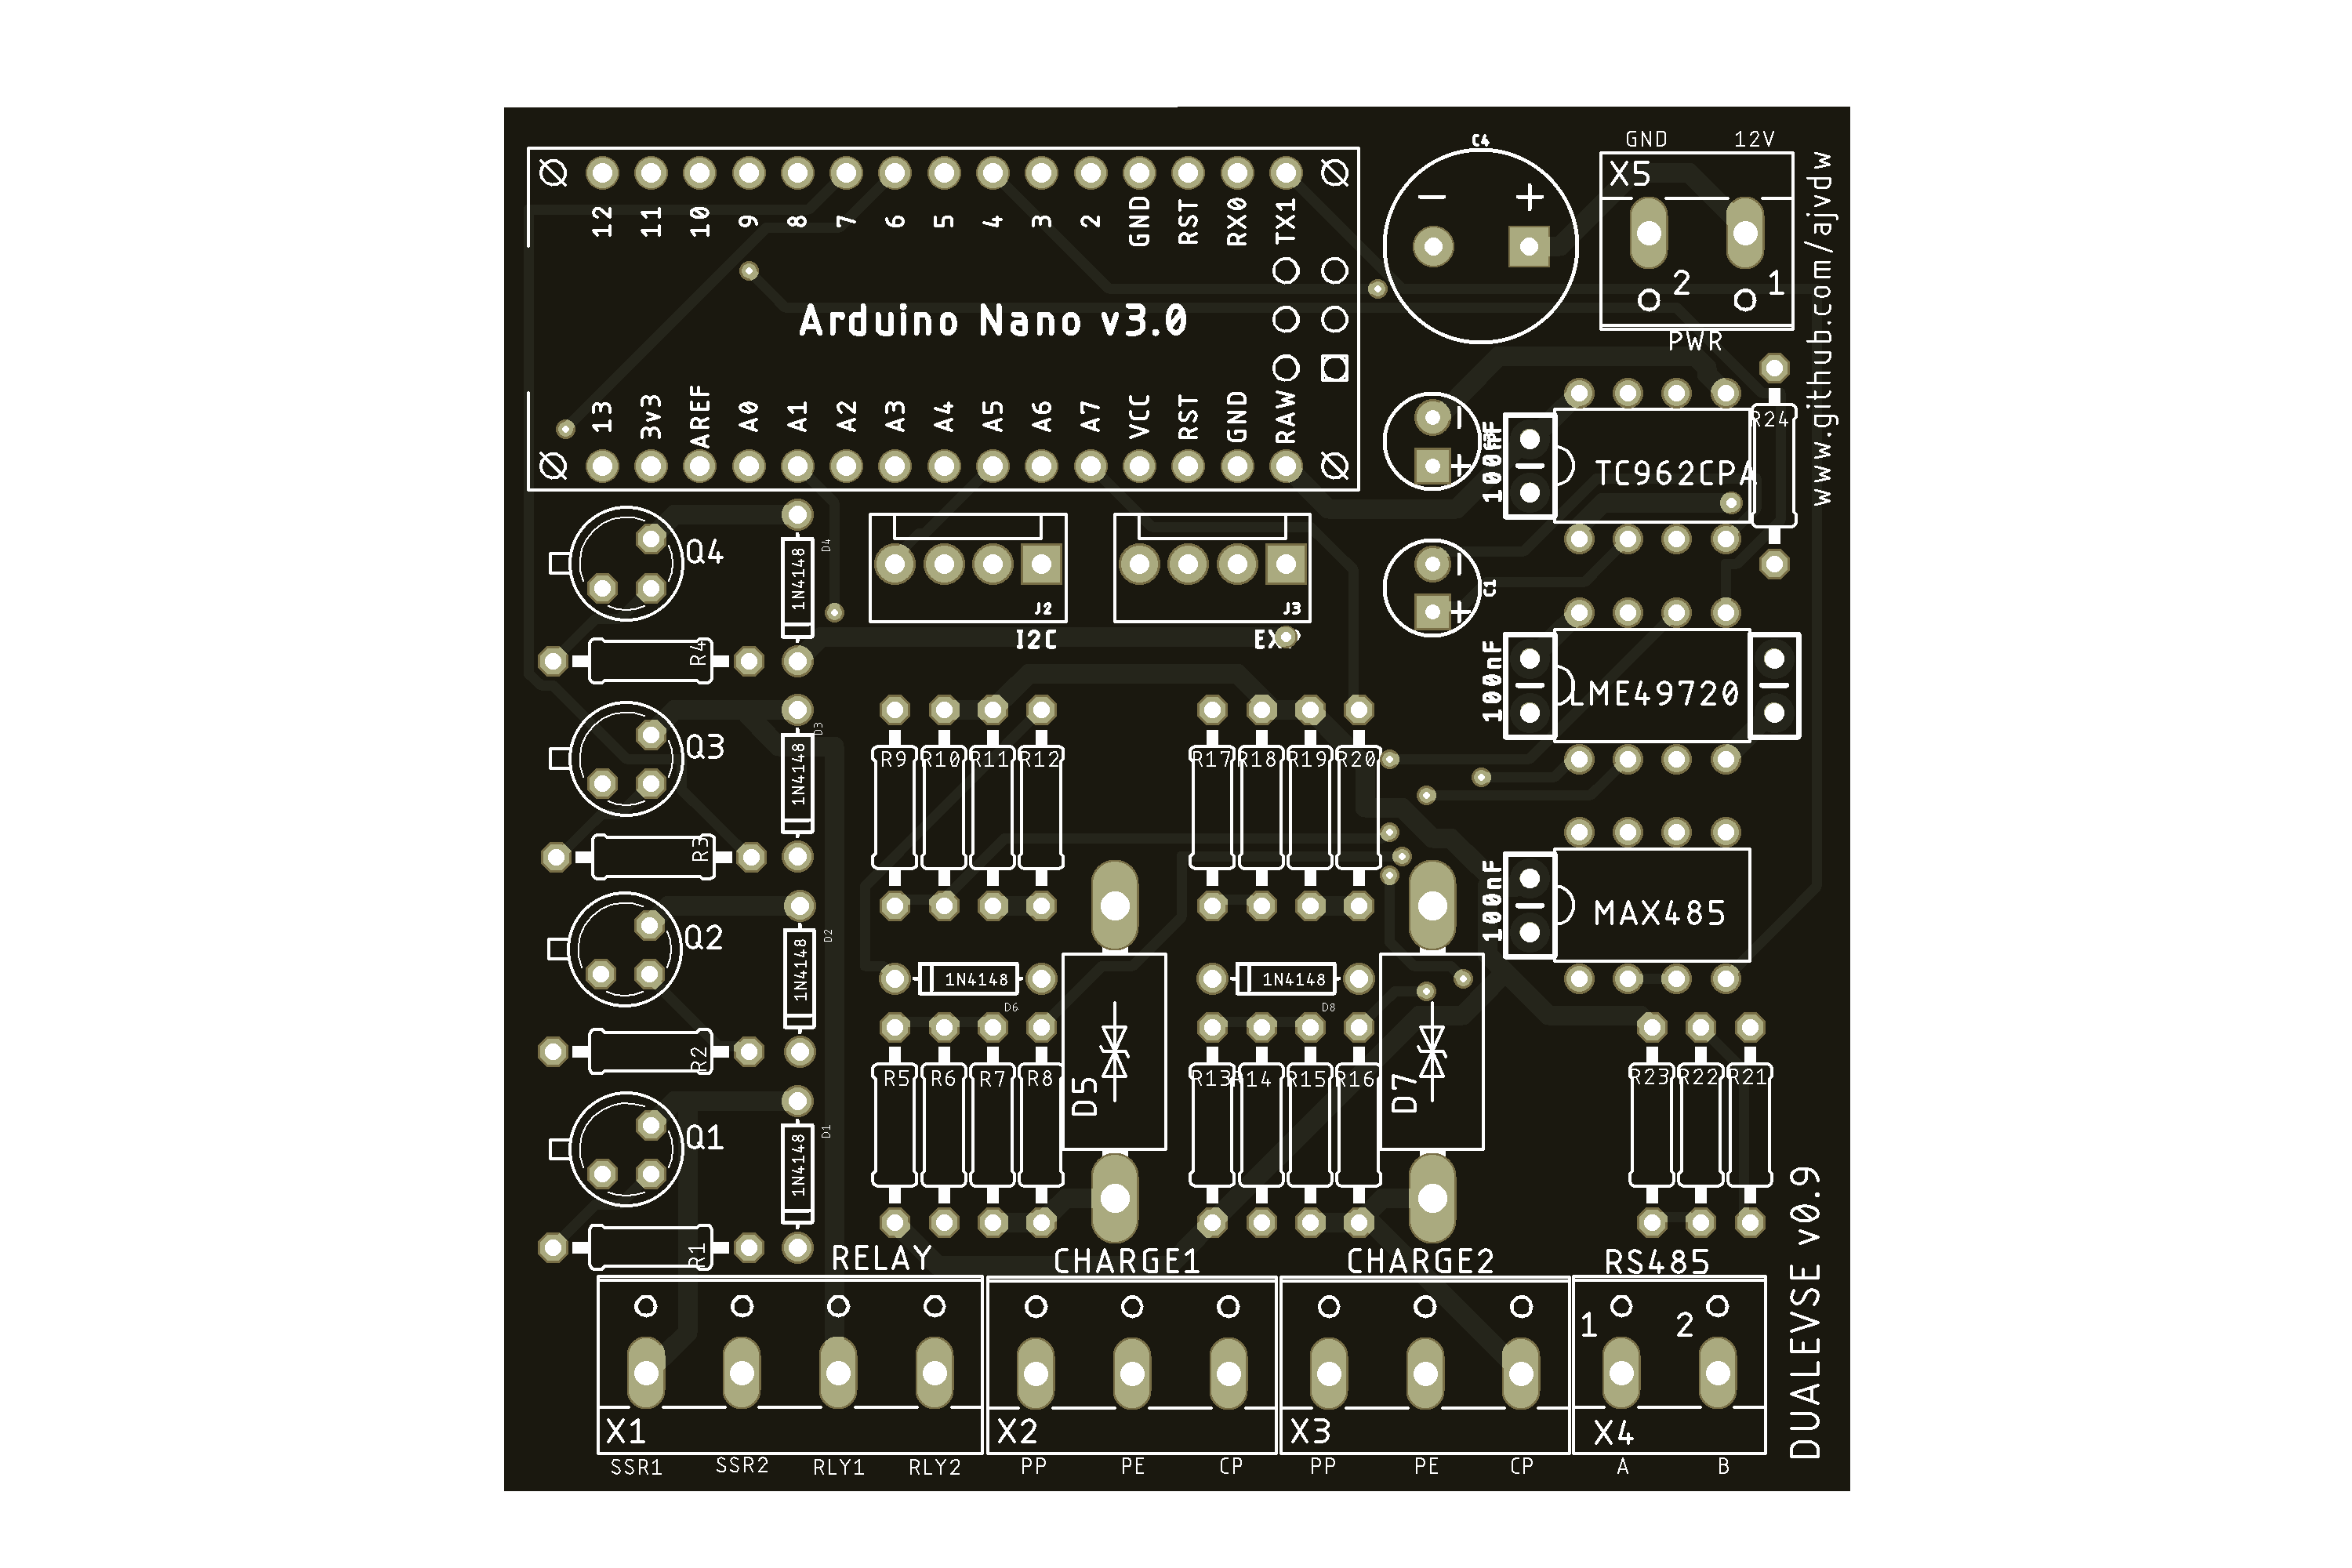 C4
GND 12V
X5
2 1
PWR
www.github.com/ajvdw
12 11 10 9 8 7 6 5 4 3 2 GND RST RX0 TX1
Arduino Nano v3.0
13 3v3 AREF A0 A1 A2 A3 A4 A5 A6 A7 VCC RST GND RAW
- +
- +
100nF
TC962CPA
R24
Q4
1N4148
D4
J2
I2C
J3
- +
C1
R4
100nF
LME49720
Q3
1N4148
D3
R9 R10 R11 R12
R17 R18 R19 R20
R3
100nF
MAX485
Q2
1N4148
D2
1N4148
D6
1N4148
D8
R2
R5 R6 R7 R8
D5
R13 R14 R15 R16
D7
R23 R22 R21
Q1
1N4148
D1
R1
RELAY
CHARGE1
CHARGE2
RS485
1 2
X1
X2
X3
X4
SSR1 SSR2 RLY1 RLY2
PP PE CP
PP PE CP
A B
DUALEVSE v0.9